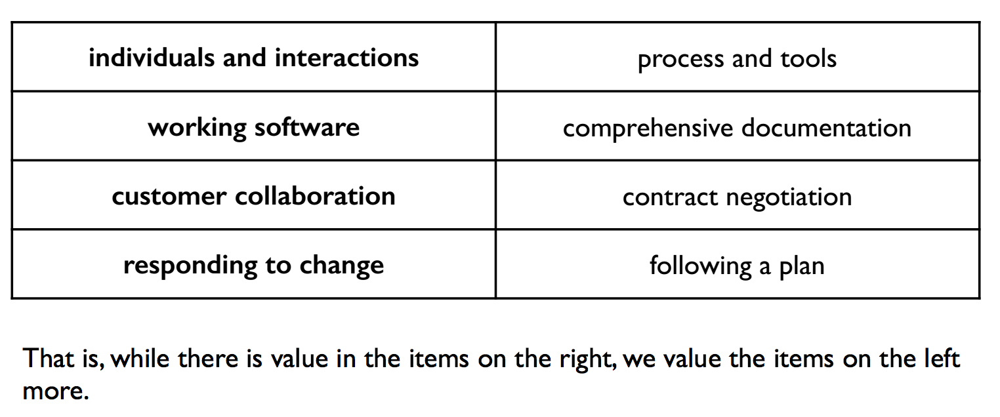 individuals and interactions process and tools
working software comprehensive documentation
customer collaboration contract negotiation
responding to change following a plan
That is, while there is value in the items on the right, we value the items on the left
more.